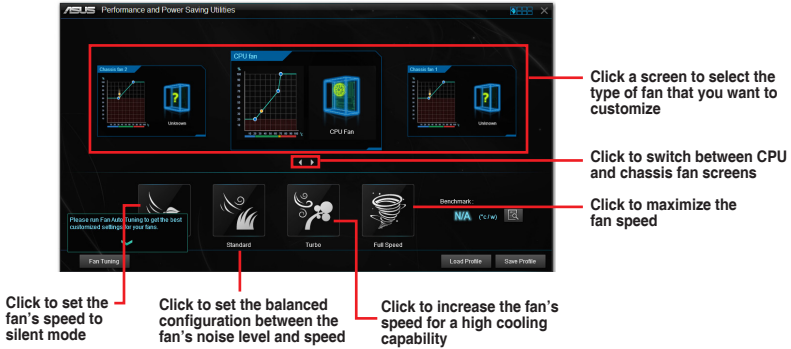 ASUS Performance and Power Saving Utilities
Chassis fan 2
CPU fan
Chassis fan 1
Unknown
CPU Fan
Unknown
Click a screen to select the
type of fan that you want to
customize
Click to switch between CPU
and chassis fan screens
Click to maximize the
fan speed
Please run Fan Auto Tuning to get the best
customized settings for your fans.
Standard
Turbo
Full Speed
Benchmark :
N/A (°c / w)
Fan Tuning
Load Profile
Save Profile
Click to set the
fan's speed to
silent mode
Click to set the balanced
configuration between the
fan's noise level and speed
Click to increase the fan's
speed for a high cooling
capability